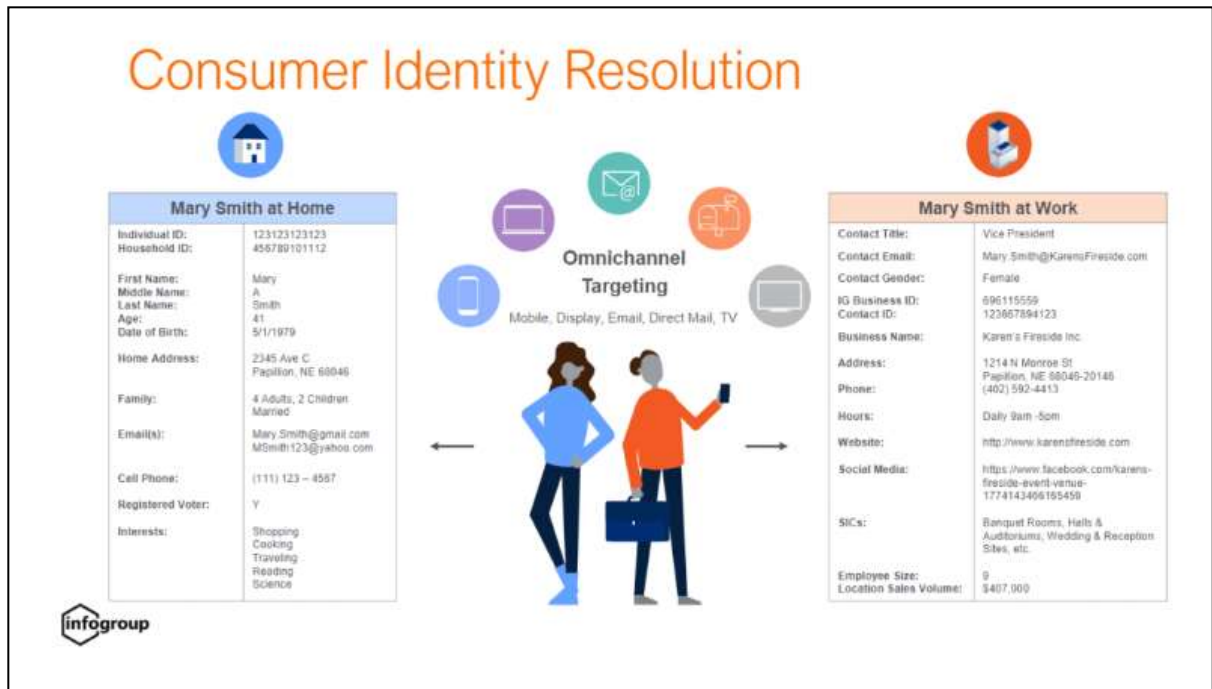 Consumer Identity Resolution
Mary Smith at Home
Individual ID: 123123123123
Household ID: 456789101112
First Name: Mary
Middle Name: A
Last Name: Smith
Age: 41
Date of Birth: 5/1/1979
Home Address: 2345 Ave C
Papillion, NE 68046
Family: 4 Adults, 2 Children
Married
Email(s): Mary.Smith@gmail.com
MSmith123@yahoo.com
Cell Phone: (111) 123 – 4567
Registered Voter: Y
Interests: Shopping
Cooking
Traveling
Reading
Science
Omnichannel
Targeting
Mobile, Display, Email, Direct Mail, TV
Mary Smith at Work
Contact Title: Vice President
Contact Email: Mary.Smith@KarensFireside.com
Contact Gender: Female
IG Business ID: 696115559
Contact ID: 123667894123
Business Name: Karen's Fireside Inc.
Address: 1214 N Monroe St
Papillion, NE 68046-20146
Phone: (402) 592-4413
Hours: Daily 9am -5pm
Website: http://www.karensfireside.com
Social Media: https://www.facebook.com/karens-
fireside-event-venue-
1774143466165459
SICs: Banquet Rooms, Halls &
Auditoriums, Wedding & Reception
Sites, etc.
Employee Size: 9
Location Sales Volume: $407,000
infogroup